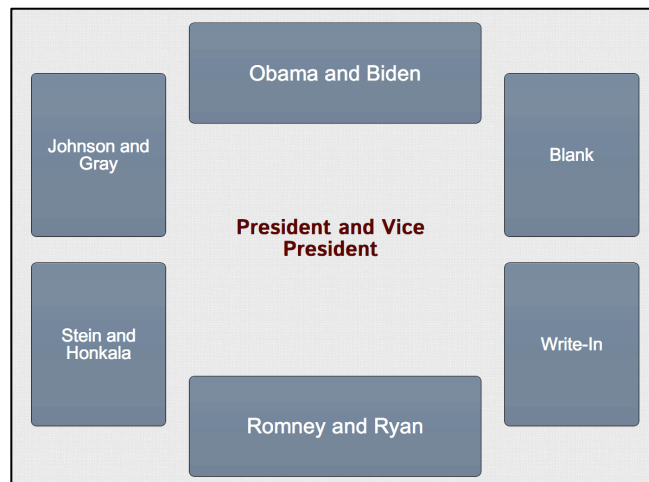 Obama and Biden
Johnson and
Gray
Blank
President and Vice
President
Stein and
Honkala
Write-In
Romney and Ryan